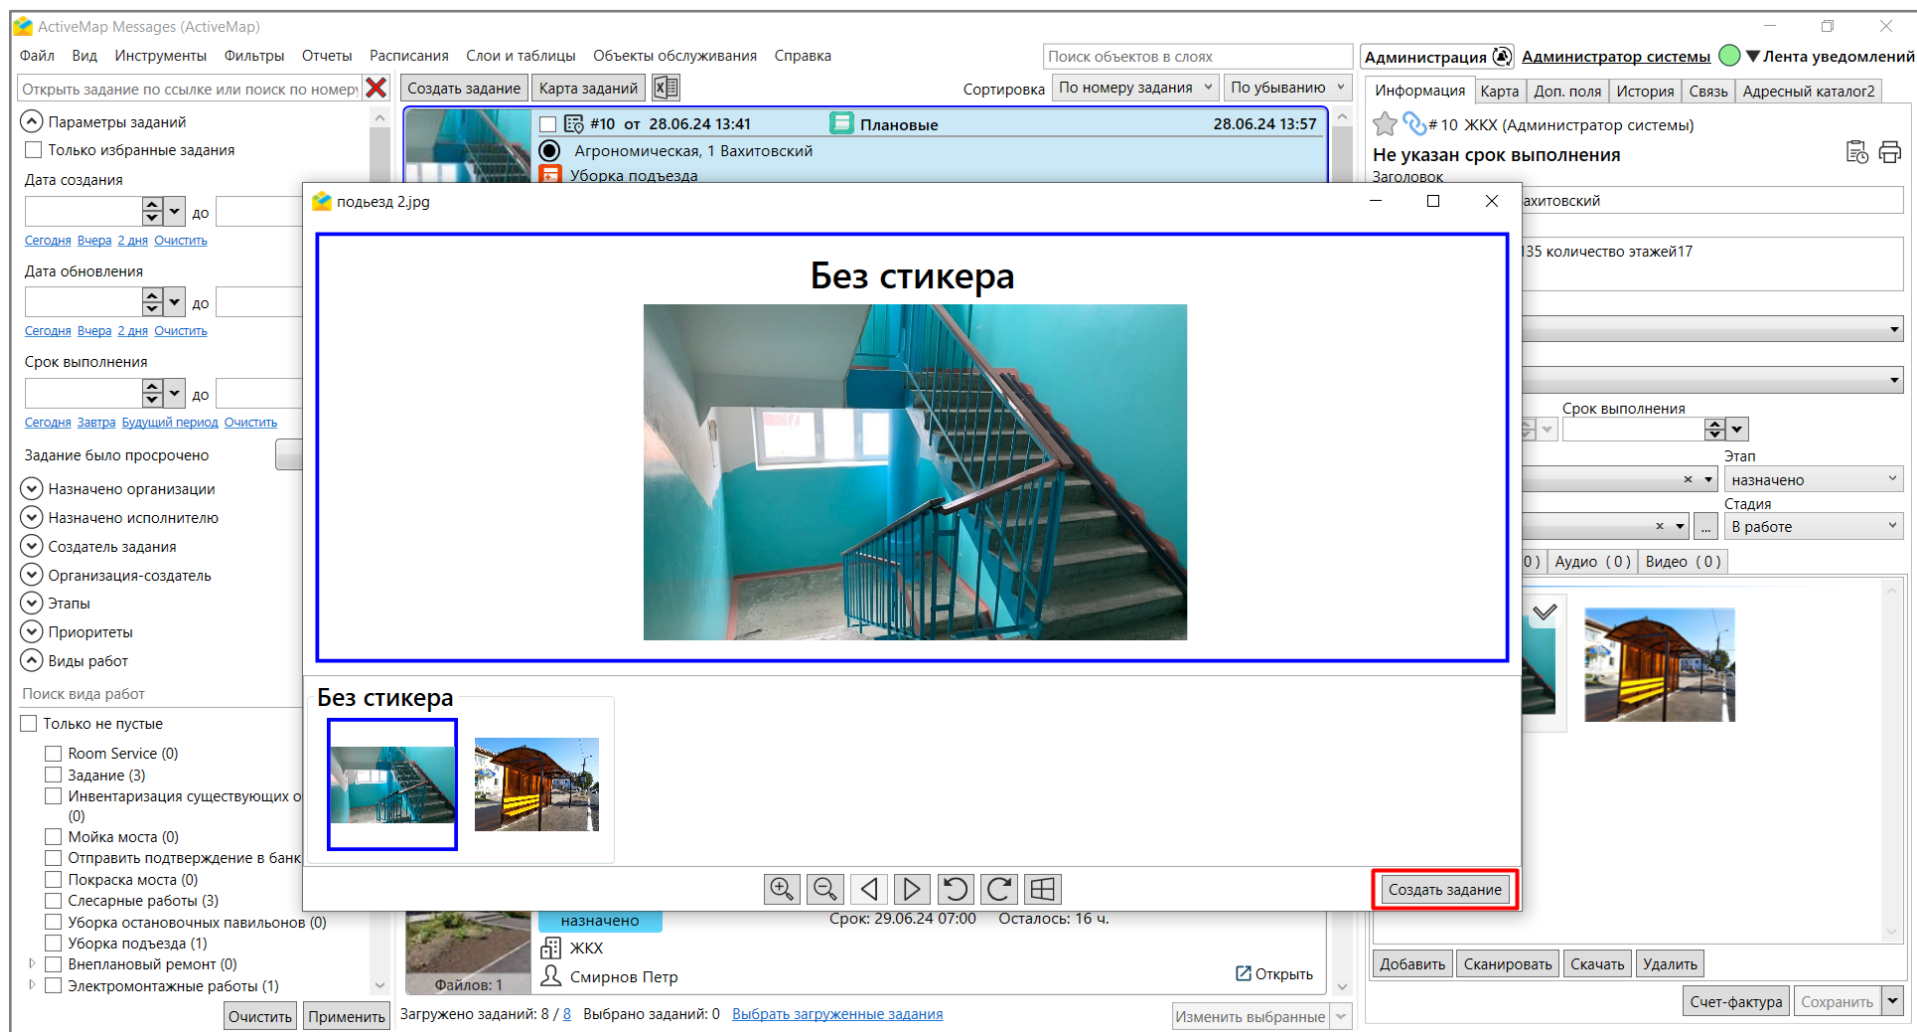 ActiveMap Messages (ActiveMap)
Файл Вид Инструменты Фильтры Отчеты Расписания Слои и таблицы Объекты обслуживания Справка
Поиск объектов в слоях
Администрация Администратор системы ▼Лента уведомлений
Открыть задание по ссылке или поиск по номеру
Создать задание Карта заданий
Сортировка По номеру задания По убыванию
Информация Карта Доп. поля История Связь Адресный каталог2
Параметры заданий
Только избранные задания
Дата создания
до
Сегодня Вчера 2 дня Очистить
Дата обновления
до
Сегодня Вчера 2 дня Очистить
Срок выполнения
до
Сегодня Завтра Будущий период Очистить
Задание было просрочено
Назначено организации
Назначено исполнителю
Создатель задания
Организация-создатель
Этапы
Приоритеты
Виды работ
Поиск вида работ
Только не пустые
Room Service (0)
Задание (3)
Инвентаризация существующих о
(0)
Мойка моста (0)
Отправить подтверждение в банк
Покраска моста (0)
Слесарные работы (3)
Уборка остановочных павильонов (0)
Уборка подъезда (1)
Внеплановый ремонт (0)
Электромонтажные работы (1)
Очистить Применить
#10 от 28.06.24 13:41 Плановые 28.06.24 13:57
Агрономическая, 1 Вахитовский
Уборка подъезда
подьезд 2.jpg
Без стикера
Без стикера
Создать задание
назначено Срок: 29.06.24 07:00 Осталось: 16 ч.
ЖКХ
Смирнов Петр
Файлов: 1
Открыть
Загружено заданий: 8 / 8 Выбрано заданий: 0 Выбрать загруженные задания
Изменить выбранные
# 10 ЖКХ (Администратор системы)
Не указан срок выполнения
Заголовок
ахитовский
135 количество этажей17
Срок выполнения
Этап
назначено
Стадия
... В работе
0 ) Аудио ( 0 ) Видео ( 0 )
Добавить Сканировать Скачать Удалить
Счет-фактура Сохранить